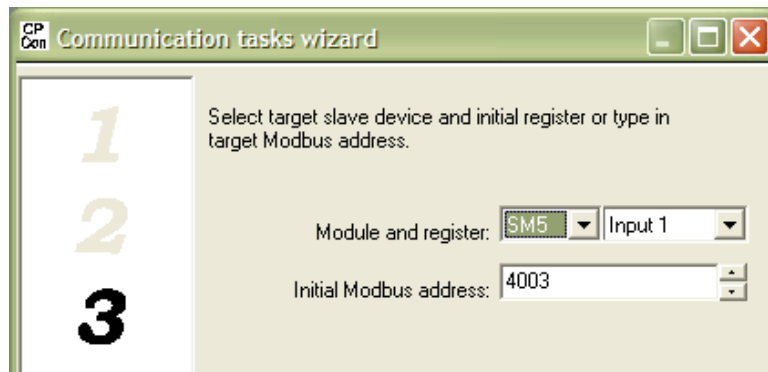 CP
Con Communication tasks wizard
1
Select target slave device and initial register or type in
target Modbus address.
2
Module and register: SM5 Input 1
Initial Modbus address: 4003
3